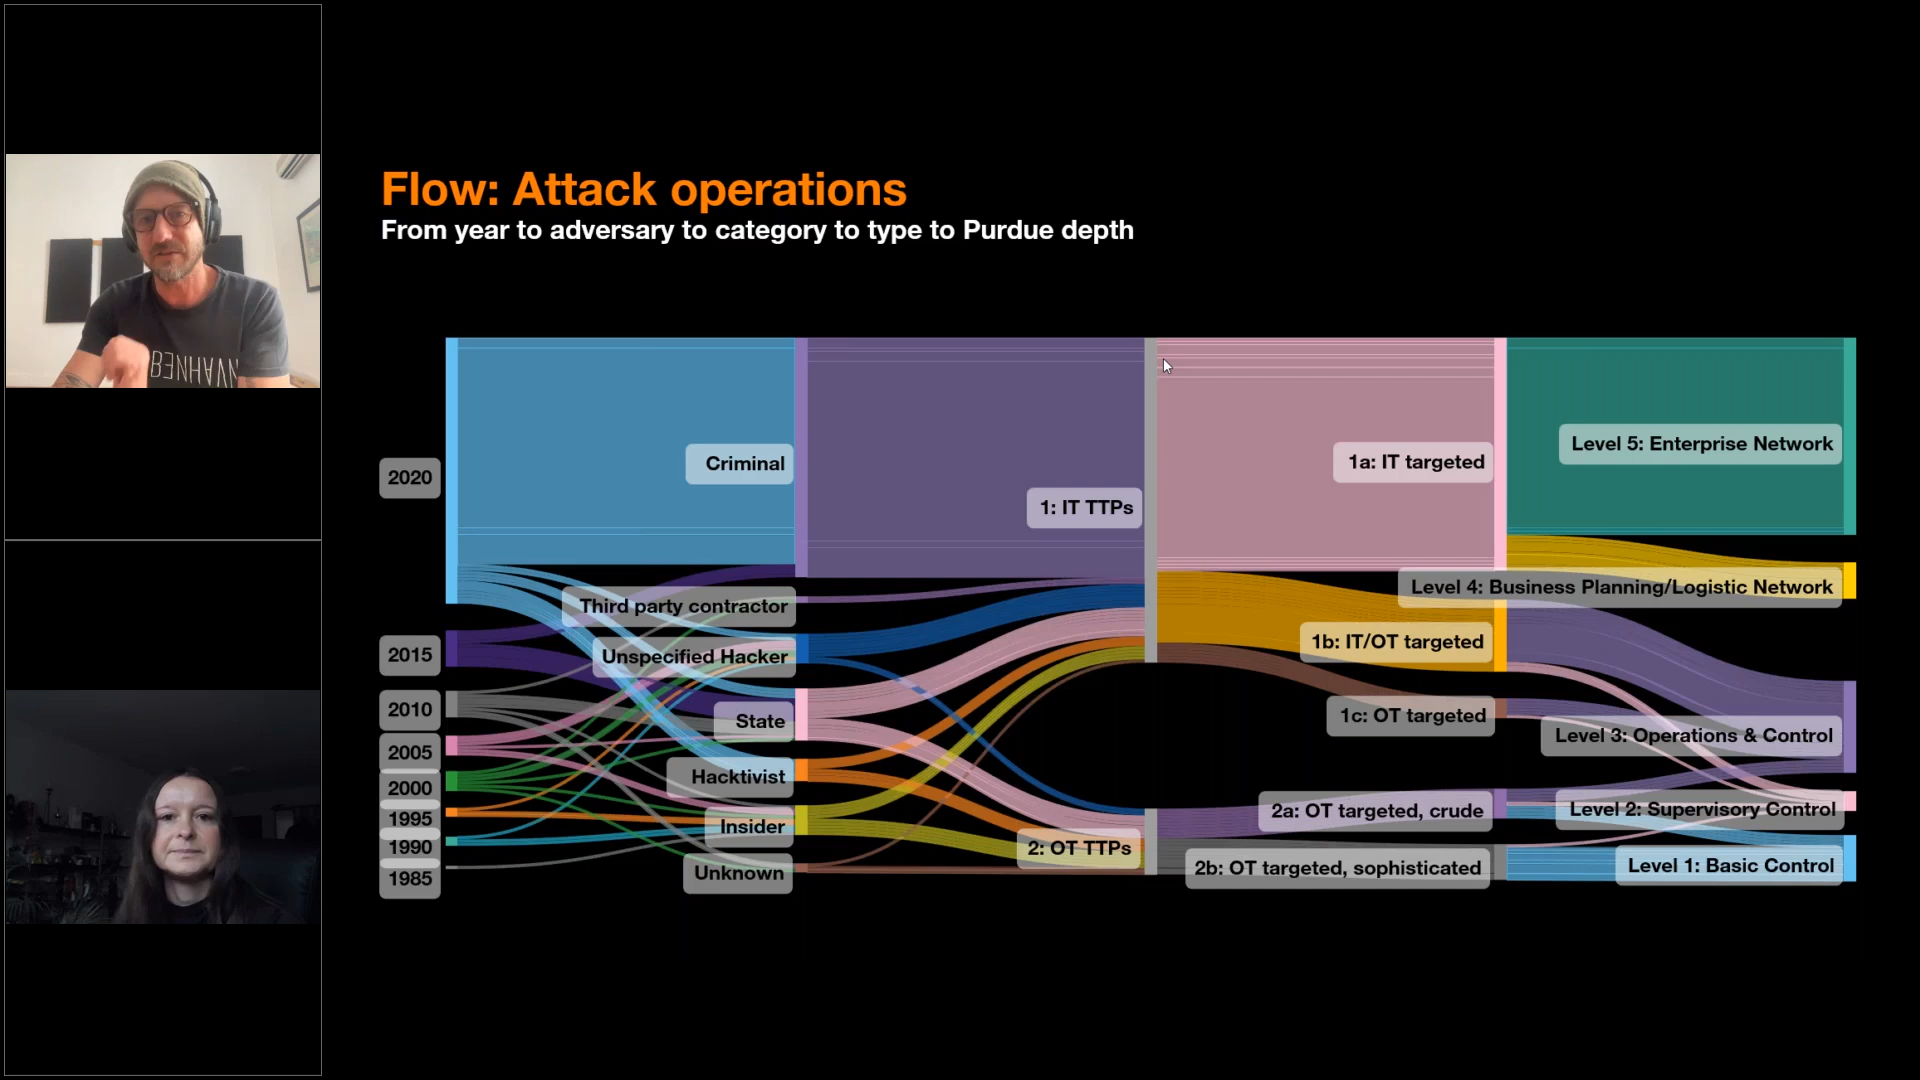 Flow: Attack operations
From year to adversary to category to type to Purdue depth
2020
2015
2010
2005
2000
1995
1990
1985
Criminal
Third party contractor
Unspecified Hacker
State
Hacktivist
Insider
Unknown
1: IT TTPs
2: OT TTPs
1a: IT targeted
1b: IT/OT targeted
1c: OT targeted
2a: OT targeted, crude
2b: OT targeted, sophisticated
Level 5: Enterprise Network
Level 4: Business Planning/Logistic Network
Level 3: Operations & Control
Level 2: Supervisory Control
Level 1: Basic Control